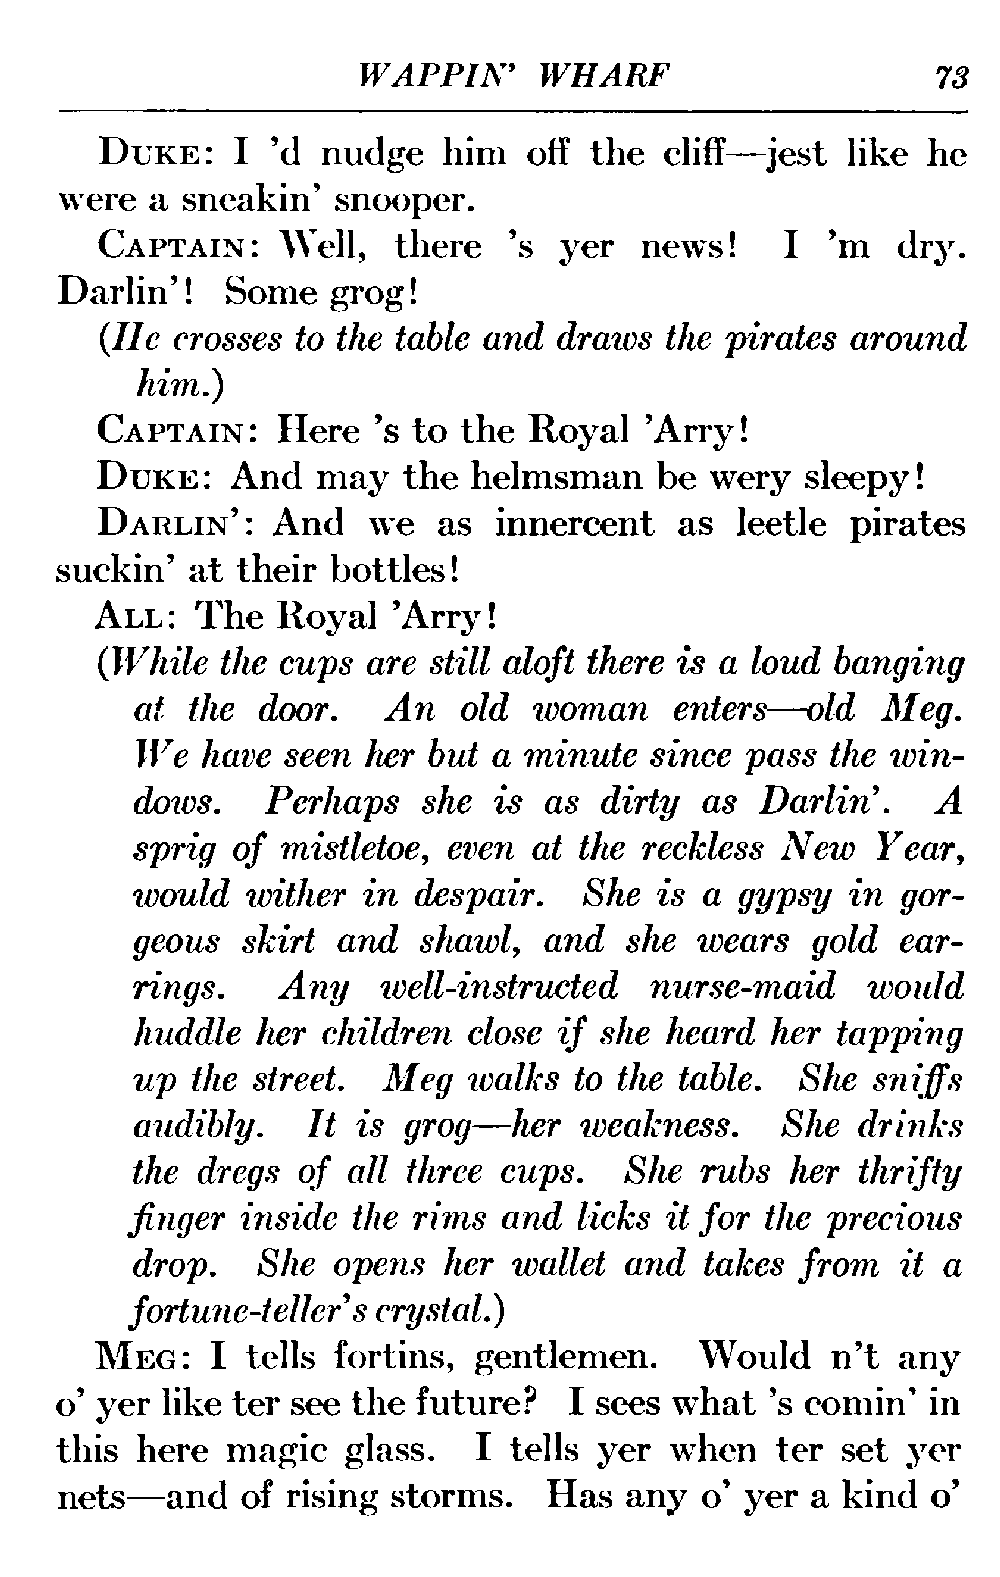 WAPPIN' WHARF 73
DUKE: I 'd nudge him off the cliff—jest like he
were a sneakin' snooper.
CAPTAIN: Well, there 's yer news! I 'm dry.
Darlin'! Some grog!
(He crosses to the table and draws the pirates around
him.)
CAPTAIN: Here 's to the Royal 'Arry!
DUKE: And may the helmsman be wery sleepy!
DARLIN': And we as innercent as leetle pirates
suckin' at their bottles!
ALL: The Royal 'Arry!
(While the cups are still aloft there is a loud banging
at the door. An old woman enters—old Meg.
We have seen her but a minute since pass the win-
dows. Perhaps she is as dirty as Darlin'. A
sprig of mistletoe, even at the reckless New Year,
would wither in despair. She is a gypsy in gor-
geous skirt and shawl, and she wears gold ear-
rings. Any well-instructed nurse-maid would
huddle her children close if she heard her tapping
up the street. Meg walks to the table. She sniffs
audibly. It is grog—her weakness. She drinks
the dregs of all three cups. She rubs her thrifty
finger inside the rims and licks it for the precious
drop. She opens her wallet and takes from it a
fortune-teller's crystal.)
MEG: I tells fortins, gentlemen. Would n't any
o' yer like ter see the future? I sees what 's comin' in
this here magic glass. I tells yer when ter set yer
nets—and of rising storms. Has any o' yer a kind o'